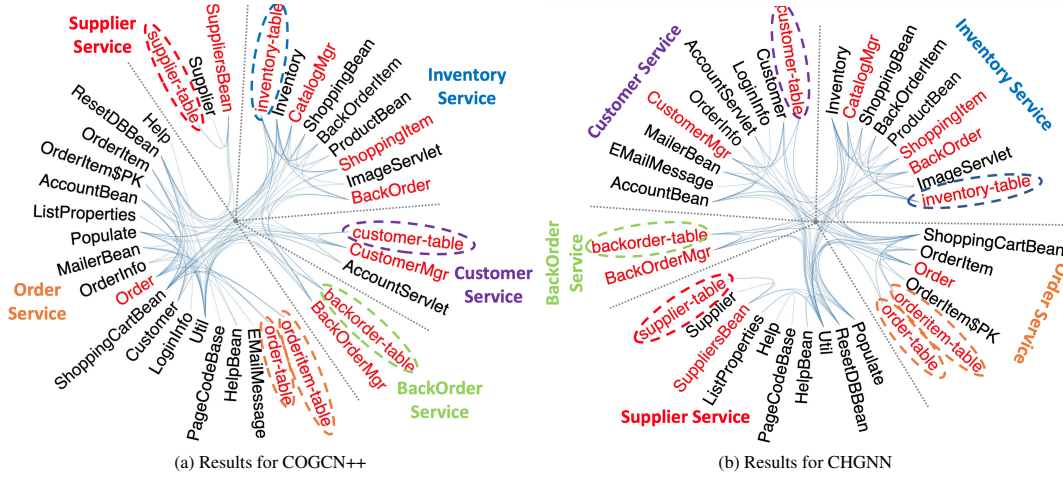 Supplier
Service
supplier-table
Supplier
SuppliersBean
inventory-table
Inventory
CatalogMgr
ShoppingBean
BackOrderItem
ProductBean
ShoppingItem
ImageServlet
BackOrder
Inventory
Service
customer-table
CustomerMgr
AccountServlet
Customer
Service
backorder-table
BackOrderMgr
BackOrder
Service
orderitem-table
order-table
EMailMessage
HelpBean
PageCodeBase
Util
LoginInfo
Customer
ShoppingCartBean
Order
OrderInfo
MailerBean
Populate
ListProperties
AccountBean
OrderItem$PK
OrderItem
ResetDBBean
Help
Order
Service
(a) Results for COGCN++
Customer Service
customer-table
Customer
LoginInfo
AccountServlet
OrderInfo
CustomerMgr
MailerBean
EMailMessage
AccountBean
Inventory
CatalogMgr
ShoppingBean
BackOrderItem
ProductBean
ShoppingItem
BackOrder
ImageServlet
inventory-table
Inventory Service
ShoppingCartBean
OrderItem
Order
OrderItem$PK
orderitem-table
order-table
Order Service
Populate
ResetDBBean
Util
HelpBean
PageCodeBase
Help
ListProperties
SuppliersBean
Supplier
supplier-table
Supplier Service
BackOrderMgr
backorder-table
BackOrder
Service
(b) Results for CHGNN